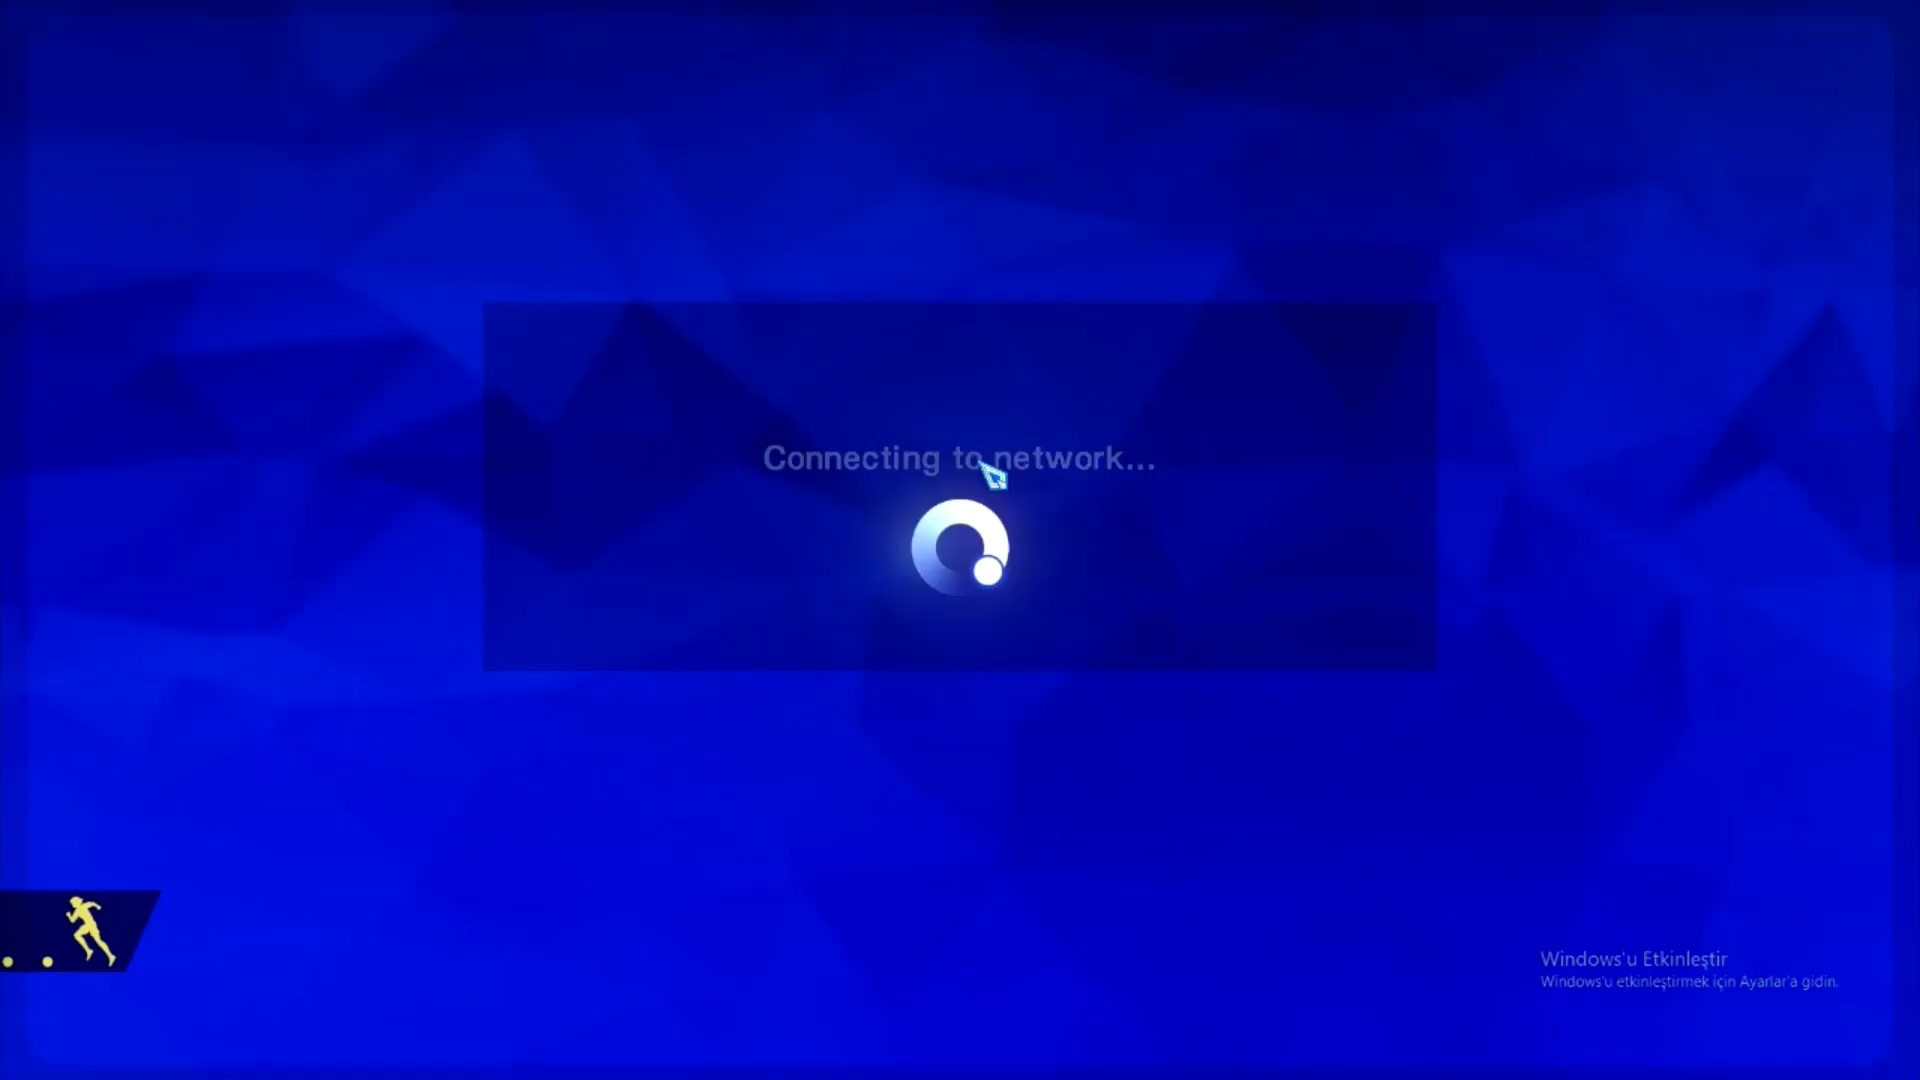 Connecting to network...
Windows'u Etkinleştir
Windows'u etkinleştirmek için Ayarlar'a gidin.